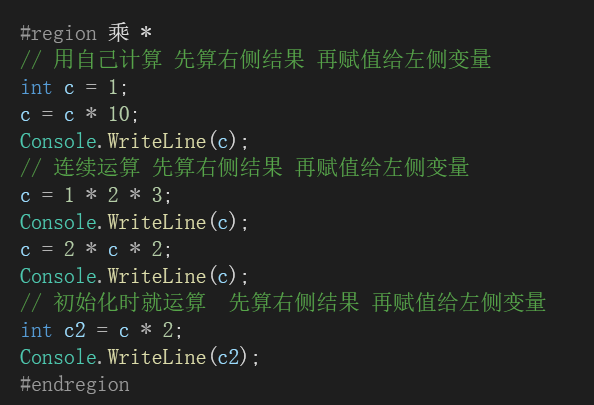 #region 乘 *
// 用自己计算 先算右侧结果 再赋值给左侧变量
int c = 1;
c = c * 10;
Console.WriteLine(c);
// 连续运算 先算右侧结果 再赋值给左侧变量
c = 1 * 2 * 3;
Console.WriteLine(c);
c = 2 * c * 2;
Console.WriteLine(c);
// 初始化时就运算  先算右侧结果 再赋值给左侧变量
int c2 = c * 2;
Console.WriteLine(c2);
#endregion